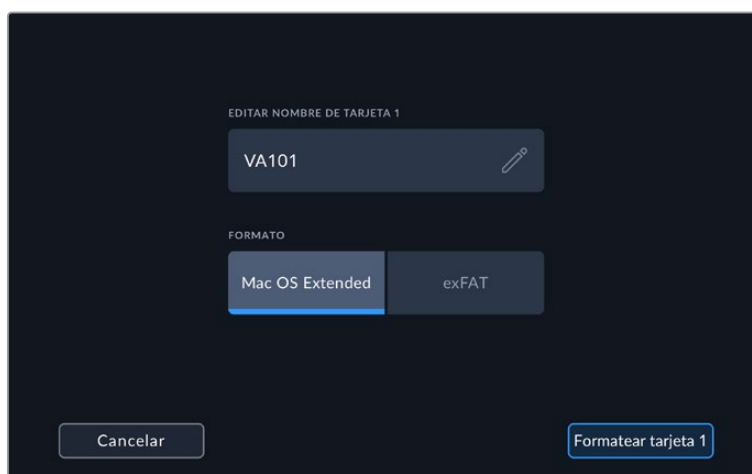 EDITAR NOMBRE DE TARJETA 1
VA101
FORMATO
Mac OS Extended
exFAT
Cancelar
Formatear tarjeta 1